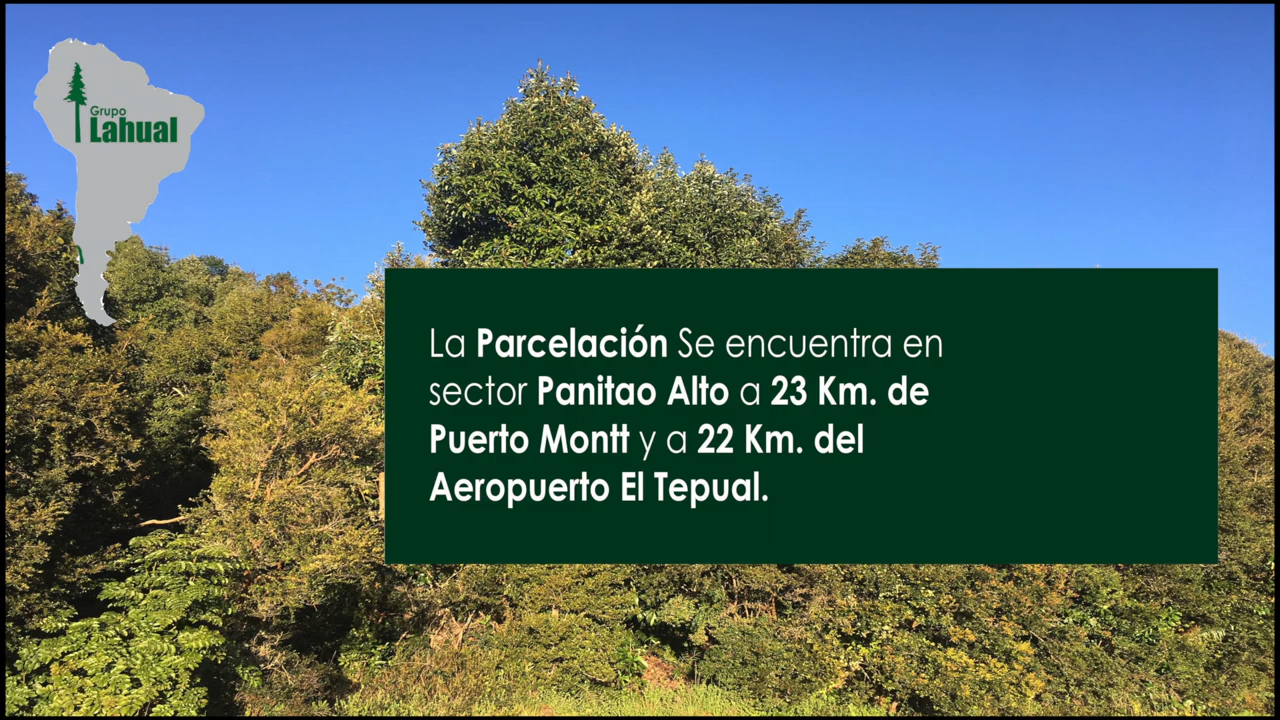 Grupo
Lahual
La Parcelación Se encuentra en
sector Panitao Alto a 23 Km. de
Puerto Montt y a 22 Km. del
Aeropuerto El Tepual.